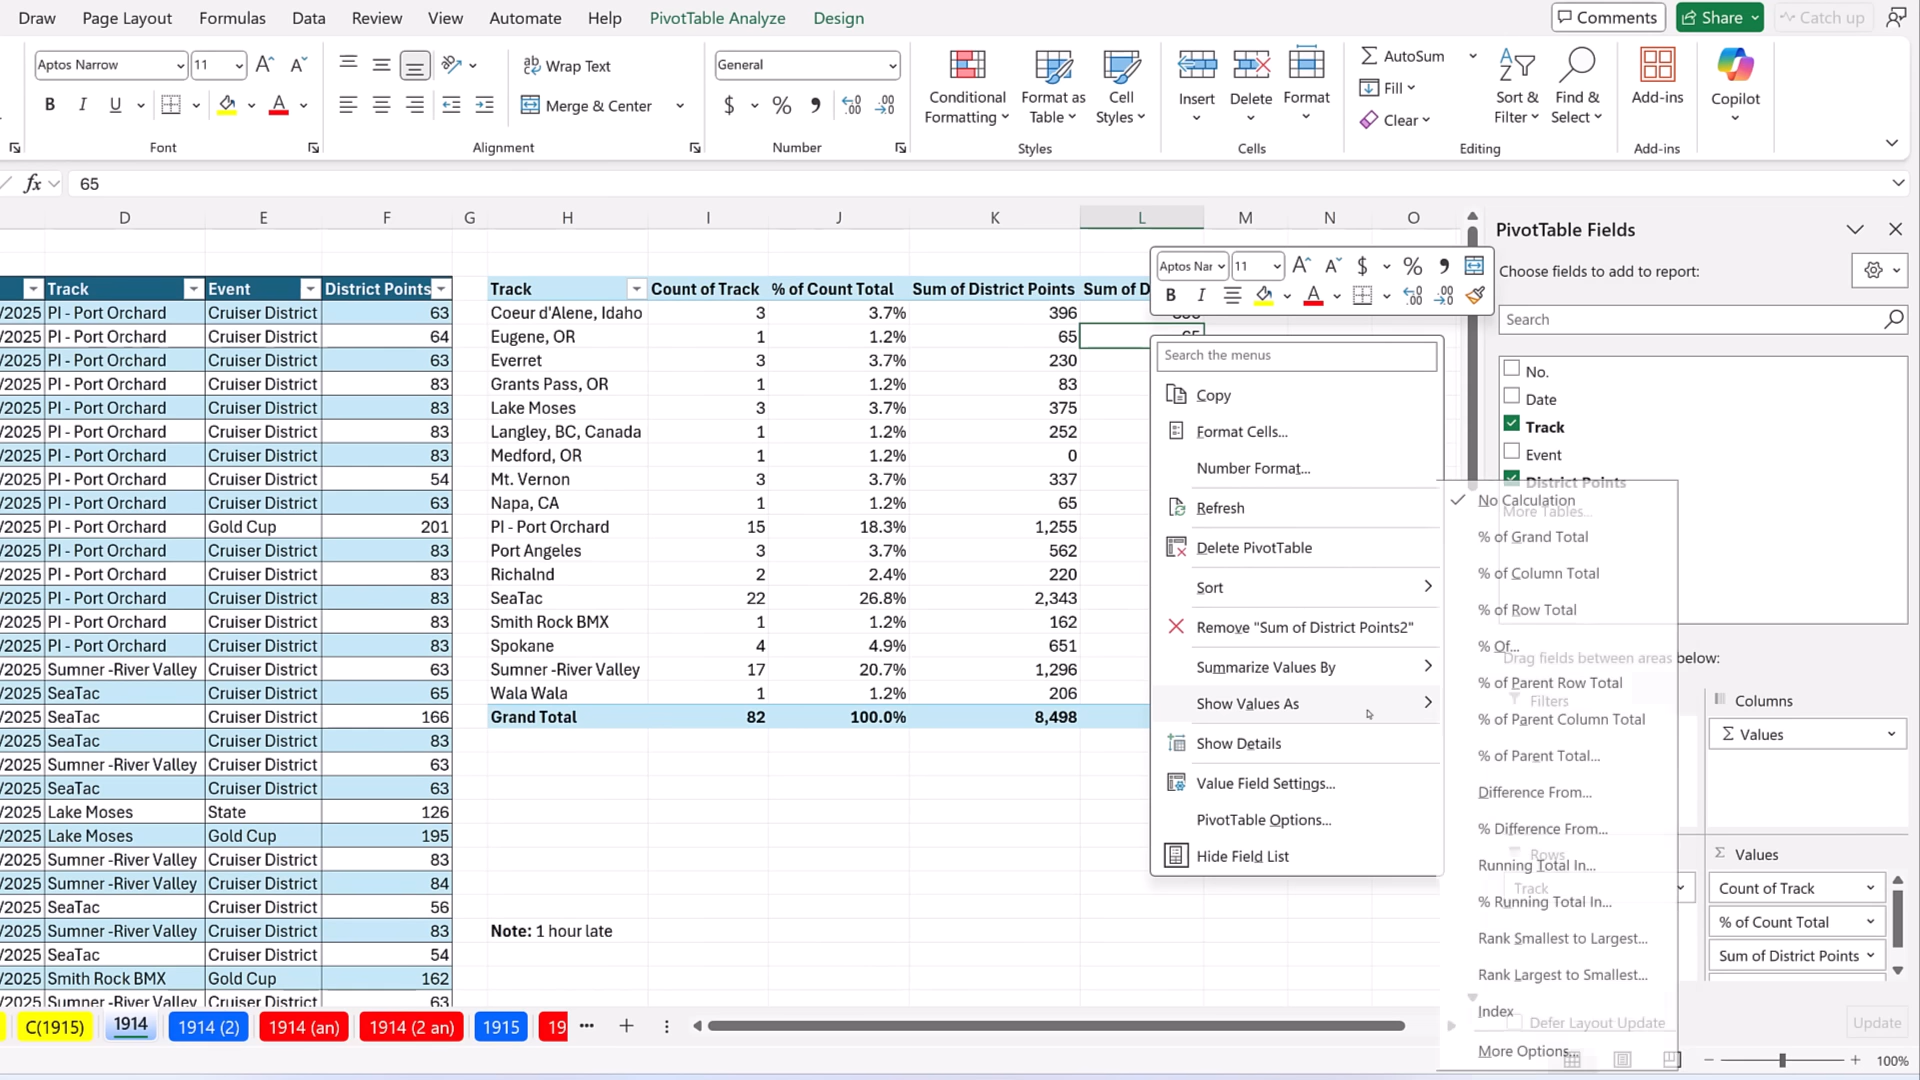 Draw Page Layout Formulas Data Review View Automate Help PivotTable Analyze Design Comments Share Catch up
Aptos Narrow 11 A^ A˅
B I U A
Font
Wrap Text
Merge & Center
Alignment
General
$ % 9 .00
Number
Conditional Formatting
Format as Table
Cell Styles
Styles
Insert
Delete
Format
Cells
AutoSum
Fill
Clear
Sort & Filter
Find & Select
Editing
Add-ins
Add-ins
Copilot
fx 65
D E F G H I J K L M N O
Track Event District Points
/2025 PI - Port Orchard Cruiser District 63
/2025 PI - Port Orchard Cruiser District 64
/2025 PI - Port Orchard Cruiser District 63
/2025 PI - Port Orchard Cruiser District 83
/2025 PI - Port Orchard Cruiser District 83
/2025 PI - Port Orchard Cruiser District 83
/2025 PI - Port Orchard Cruiser District 83
/2025 PI - Port Orchard Cruiser District 54
/2025 PI - Port Orchard Cruiser District 63
/2025 PI - Port Orchard Gold Cup 201
/2025 PI - Port Orchard Cruiser District 83
/2025 PI - Port Orchard Cruiser District 83
/2025 PI - Port Orchard Cruiser District 83
/2025 PI - Port Orchard Cruiser District 83
/2025 PI - Port Orchard Cruiser District 83
/2025 Sumner -River Valley Cruiser District 63
/2025 SeaTac Cruiser District 65
/2025 SeaTac Cruiser District 166
/2025 SeaTac Cruiser District 83
/2025 Sumner -River Valley Cruiser District 63
/2025 SeaTac Cruiser District 63
/2025 Lake Moses State 126
/2025 Lake Moses Gold Cup 195
/2025 Sumner -River Valley Cruiser District 83
/2025 Sumner -River Valley Cruiser District 84
/2025 SeaTac Cruiser District 56
/2025 Sumner -River Valley Cruiser District 83
/2025 SeaTac Cruiser District 54
/2025 Smith Rock BMX Gold Cup 162
/2025 Sumner -River Valley Cruiser District 63
Track Count of Track % of Count Total Sum of District Points Sum of D
Coeur d'Alene, Idaho 3 3.7% 396
Eugene, OR 1 1.2% 65 65
Everret 3 3.7% 230
Grants Pass, OR 1 1.2% 83
Lake Moses 3 3.7% 375
Langley, BC, Canada 1 1.2% 252
Medford, OR 1 1.2% 0
Mt. Vernon 3 3.7% 337
Napa, CA 1 1.2% 65
PI - Port Orchard 15 18.3% 1,255
Port Angeles 3 3.7% 562
Richalnd 2 2.4% 220
SeaTac 22 26.8% 2,343
Smith Rock BMX 1 1.2% 162
Spokane 4 4.9% 651
Sumner -River Valley 17 20.7% 1,296
Wala Wala 1 1.2% 206
Grand Total 82 100.0% 8,498
Note: 1 hour late
Aptos Nar 11 A^ A˅ $ % 9
B I A .00
Search the menus
Copy
Format Cells...
Number Format...
Refresh
Delete PivotTable
Sort
Remove "Sum of District Points2"
Summarize Values By
Show Values As
Show Details
Value Field Settings...
PivotTable Options...
Hide Field List
No Calculation
% of Grand Total
% of Column Total
% of Row Total
% Of...
% of Parent Row Total
% of Parent Column Total
% of Parent Total...
Difference From...
% Difference From...
Running Total In...
% Running Total In...
Rank Smallest to Largest...
Rank Largest to Smallest...
Index
More Options...
PivotTable Fields
Choose fields to add to report:
Search
No.
Date
Track
Event
District Points
More Tables...
Drag fields between areas below:
Filters
Columns
Σ Values
Rows
Track
Σ Values
Count of Track
% of Count Total
Sum of District Points
Defer Layout Update
Update
C(1915) 1914 1914 (2) 1914 (an) 1914 (2 an) 1915 19 ... +
100%